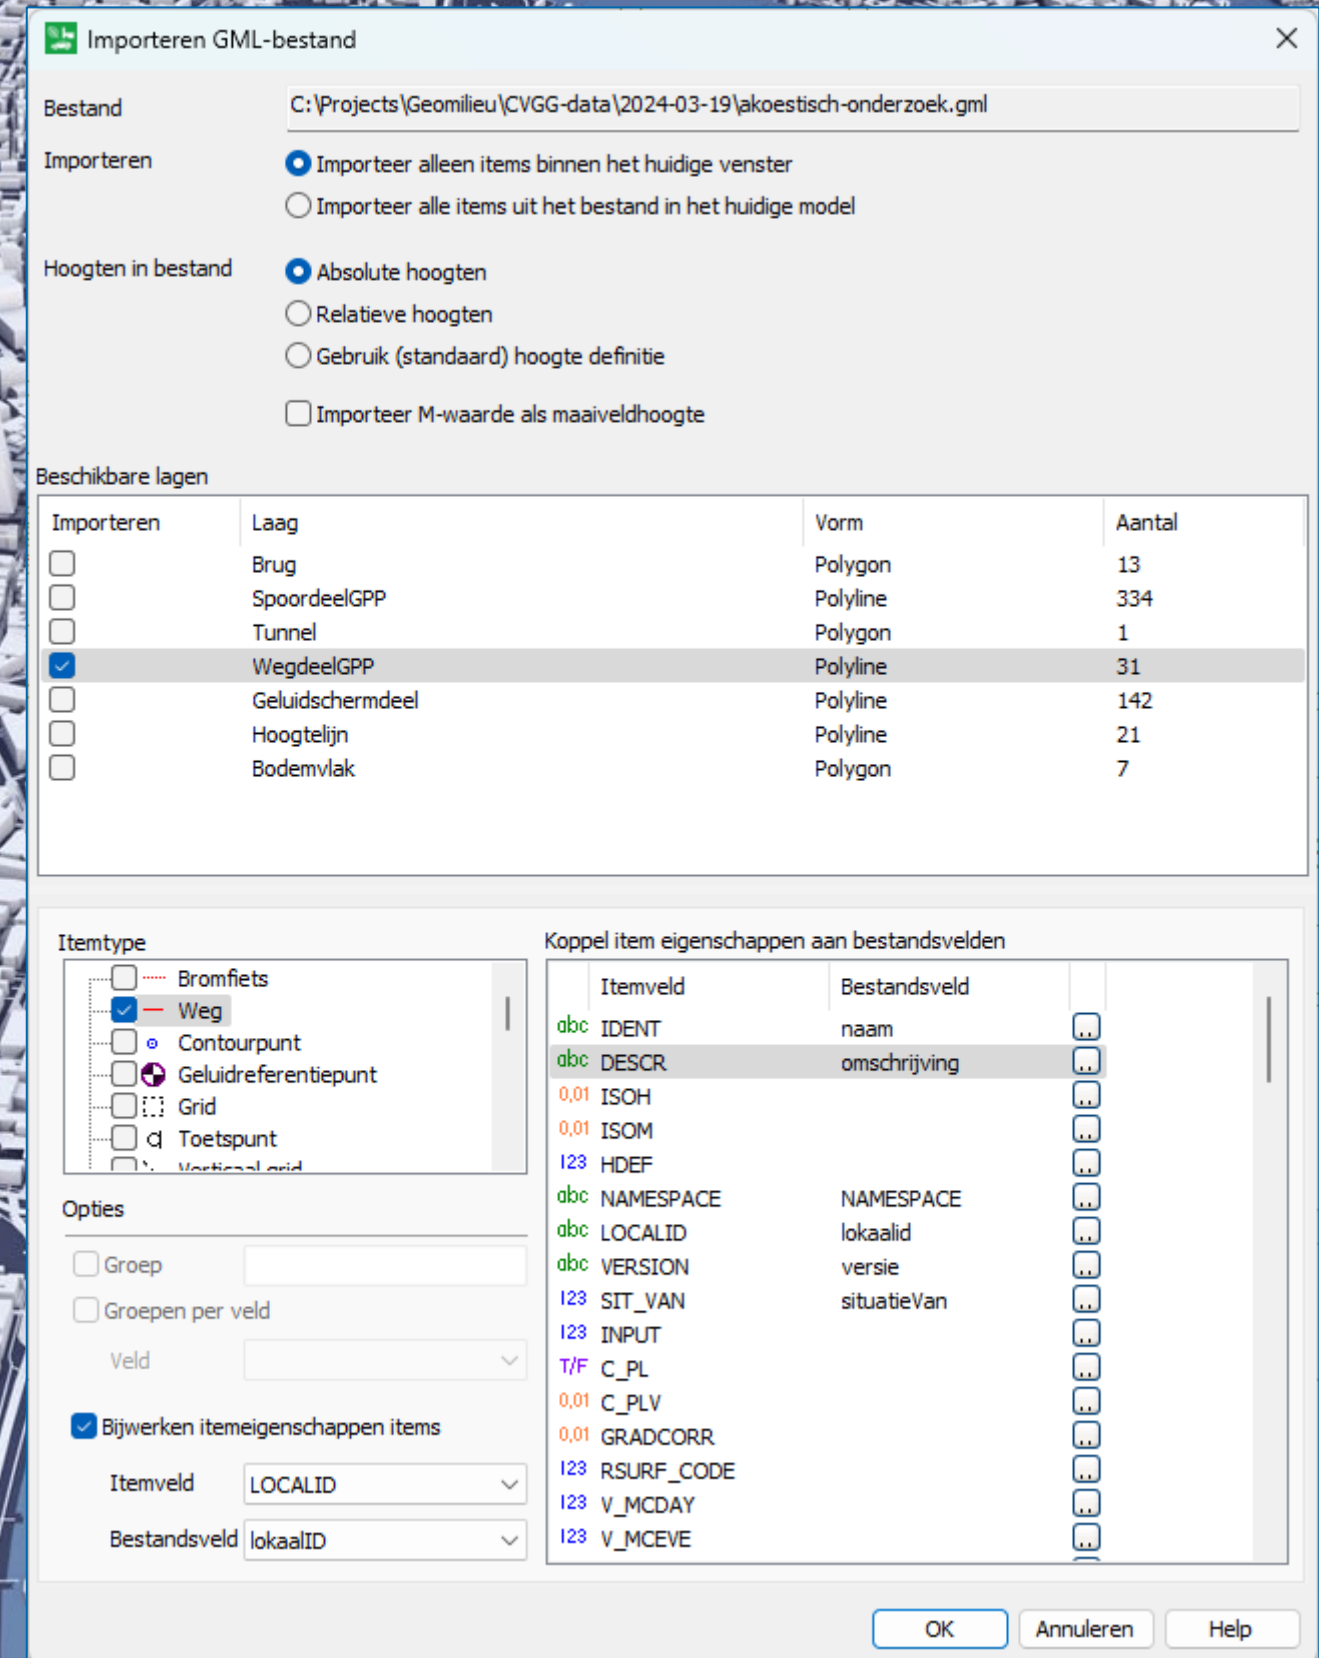 Importeren GML-bestand
Bestand C:\Projects\Geomilieu\CVGG-data\2024-03-19\akoestisch-onderzoek.gml
Importeren Importeer alleen items binnen het huidige venster
Importeer alle items uit het bestand in het huidige model
Hoogten in bestand Absolute hoogten
Relatieve hoogten
Gebruik (standaard) hoogte definitie
Importeer M-waarde als maaiveldhoogte
Beschikbare lagen
Importeren Laag Vorm Aantal
Brug Polygon 13
SpoordeelGPP Polyline 334
Tunnel Polygon 1
WegdeelGPP Polyline 31
Geluidschermdeel Polyline 142
Hoogtelijn Polyline 21
Bodemvlak Polygon 7
Itemtype
Bromfiets
Weg
Contourpunt
Geluidreferentiepunt
Grid
Toetspunt
Verticaal grid
Opties
Groep
Groepen per veld
Veld
Bijwerken itemeigenschappen items
Itemveld LOCALID
Bestandsveld lokaalID
Koppel item eigenschappen aan bestandsvelden
Itemveld Bestandsveld
abc IDENT naam ..
abc DESCR omschrijving ..
0,01 ISOH ..
0,01 ISOM ..
123 HDEF ..
abc NAMESPACE NAMESPACE ..
abc LOCALID lokaalid ..
abc VERSION versie ..
123 SIT_VAN situatieVan ..
123 INPUT ..
T/F C_PL ..
0,01 C_PLV ..
0,01 GRADCORR ..
123 RSURF_CODE ..
123 V_MCDAY ..
123 V_MCEVE ..
OK Annuleren Help